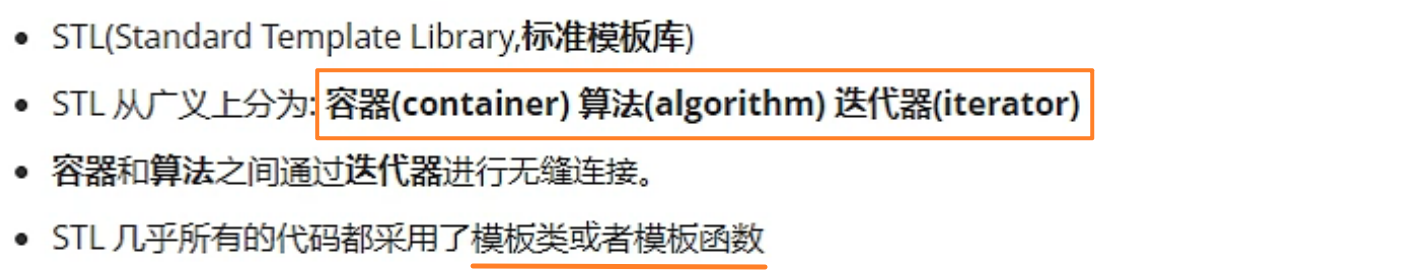 STL(Standard Template Library,标准模板库)
STL 从广义上分为: 容器(container) 算法(algorithm) 迭代器(iterator)
容器和算法之间通过迭代器进行无缝连接。
STL 几乎所有的代码都采用了模板类或者模板函数